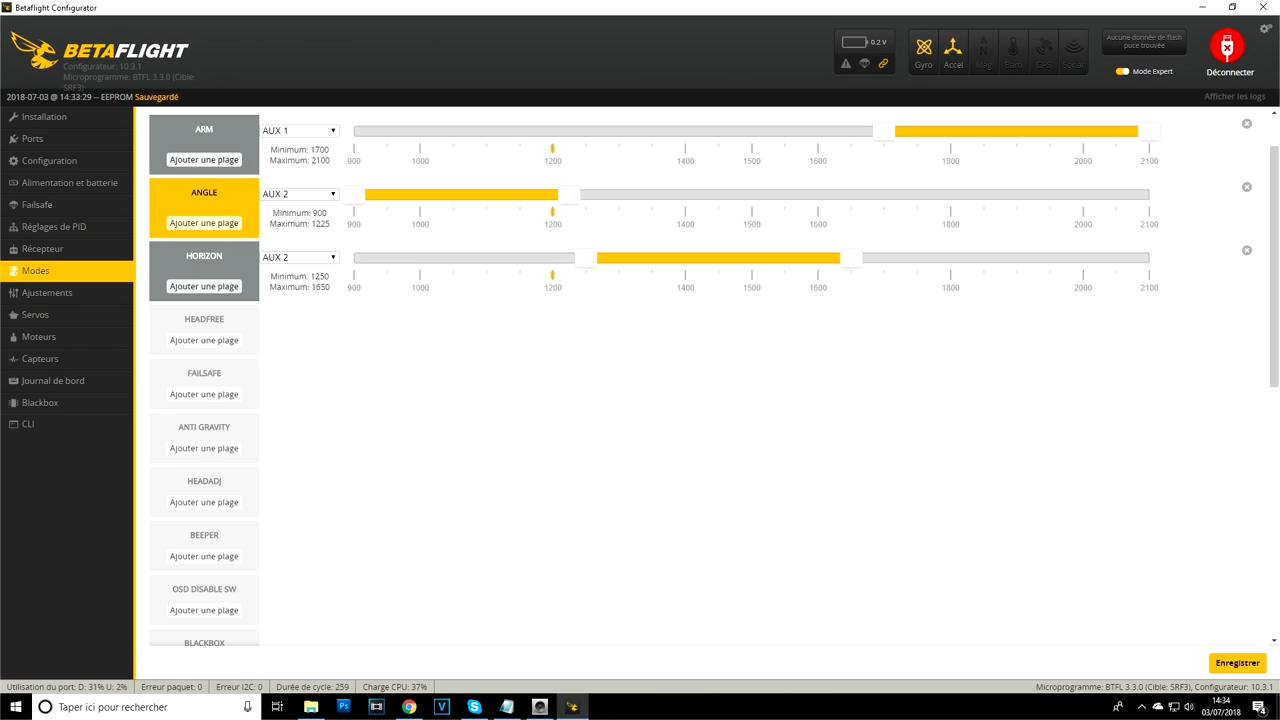 Betaflight Configurator
BETAFLIGHT
Configurateur: 10.3.1
Microprogramme: BTFL 3.3.0 (Cible:
SRF3)
0.2 V
Gyro
Accel
Mag
Baro
GPS
Sonar
Aucune donnée de flash
puce trouvée
Mode Expert
Déconnecter
2018-07-03 @ 14:33:29 -- EEPROM Sauvegardé
Afficher les logs
Installation
Ports
Configuration
Alimentation et batterie
Failsafe
Réglages de PID
Récepteur
Modes
Ajustements
Servos
Moteurs
Capteurs
Journal de bord
Blackbox
CLI
ARM
Ajouter une plage
AUX 1
Minimum: 1700
Maximum: 2100
900 1000 1200 1400 1500 1600 1800 2000 2100
ANGLE
Ajouter une plage
AUX 2
Minimum: 900
Maximum: 1225
900 1000 1200 1400 1500 1600 1800 2000 2100
HORIZON
Ajouter une plage
AUX 2
Minimum: 1250
Maximum: 1650
900 1000 1200 1400 1500 1600 1800 2000 2100
HEADFREE
Ajouter une plage
FAILSAFE
Ajouter une plage
ANTI GRAVITY
Ajouter une plage
HEADADJ
Ajouter une plage
BEEPER
Ajouter une plage
OSD DISABLE SW
Ajouter une plage
BLACKBOX
Enregistrer
Utilisation du port: D: 31% U: 2% Erreur paquet: 0 Erreur I2C: 0 Durée de cycle: 259 Charge CPU: 37% Microprogramme: BTFL 3.3.0 (Cible: SRF3), Configurateur: 10.3.1
Taper ici pour rechercher
14:34
03/07/2018